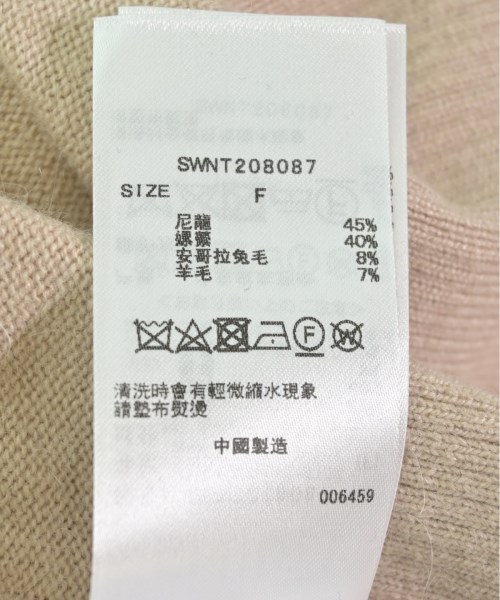 SWNT208087
SIZE F
尼龍 45%
嫘縈 40%
安哥拉兔毛 8%
羊毛 7%
F W
清洗時會有輕微縮水現象
請墊布熨燙
中國製造
006459